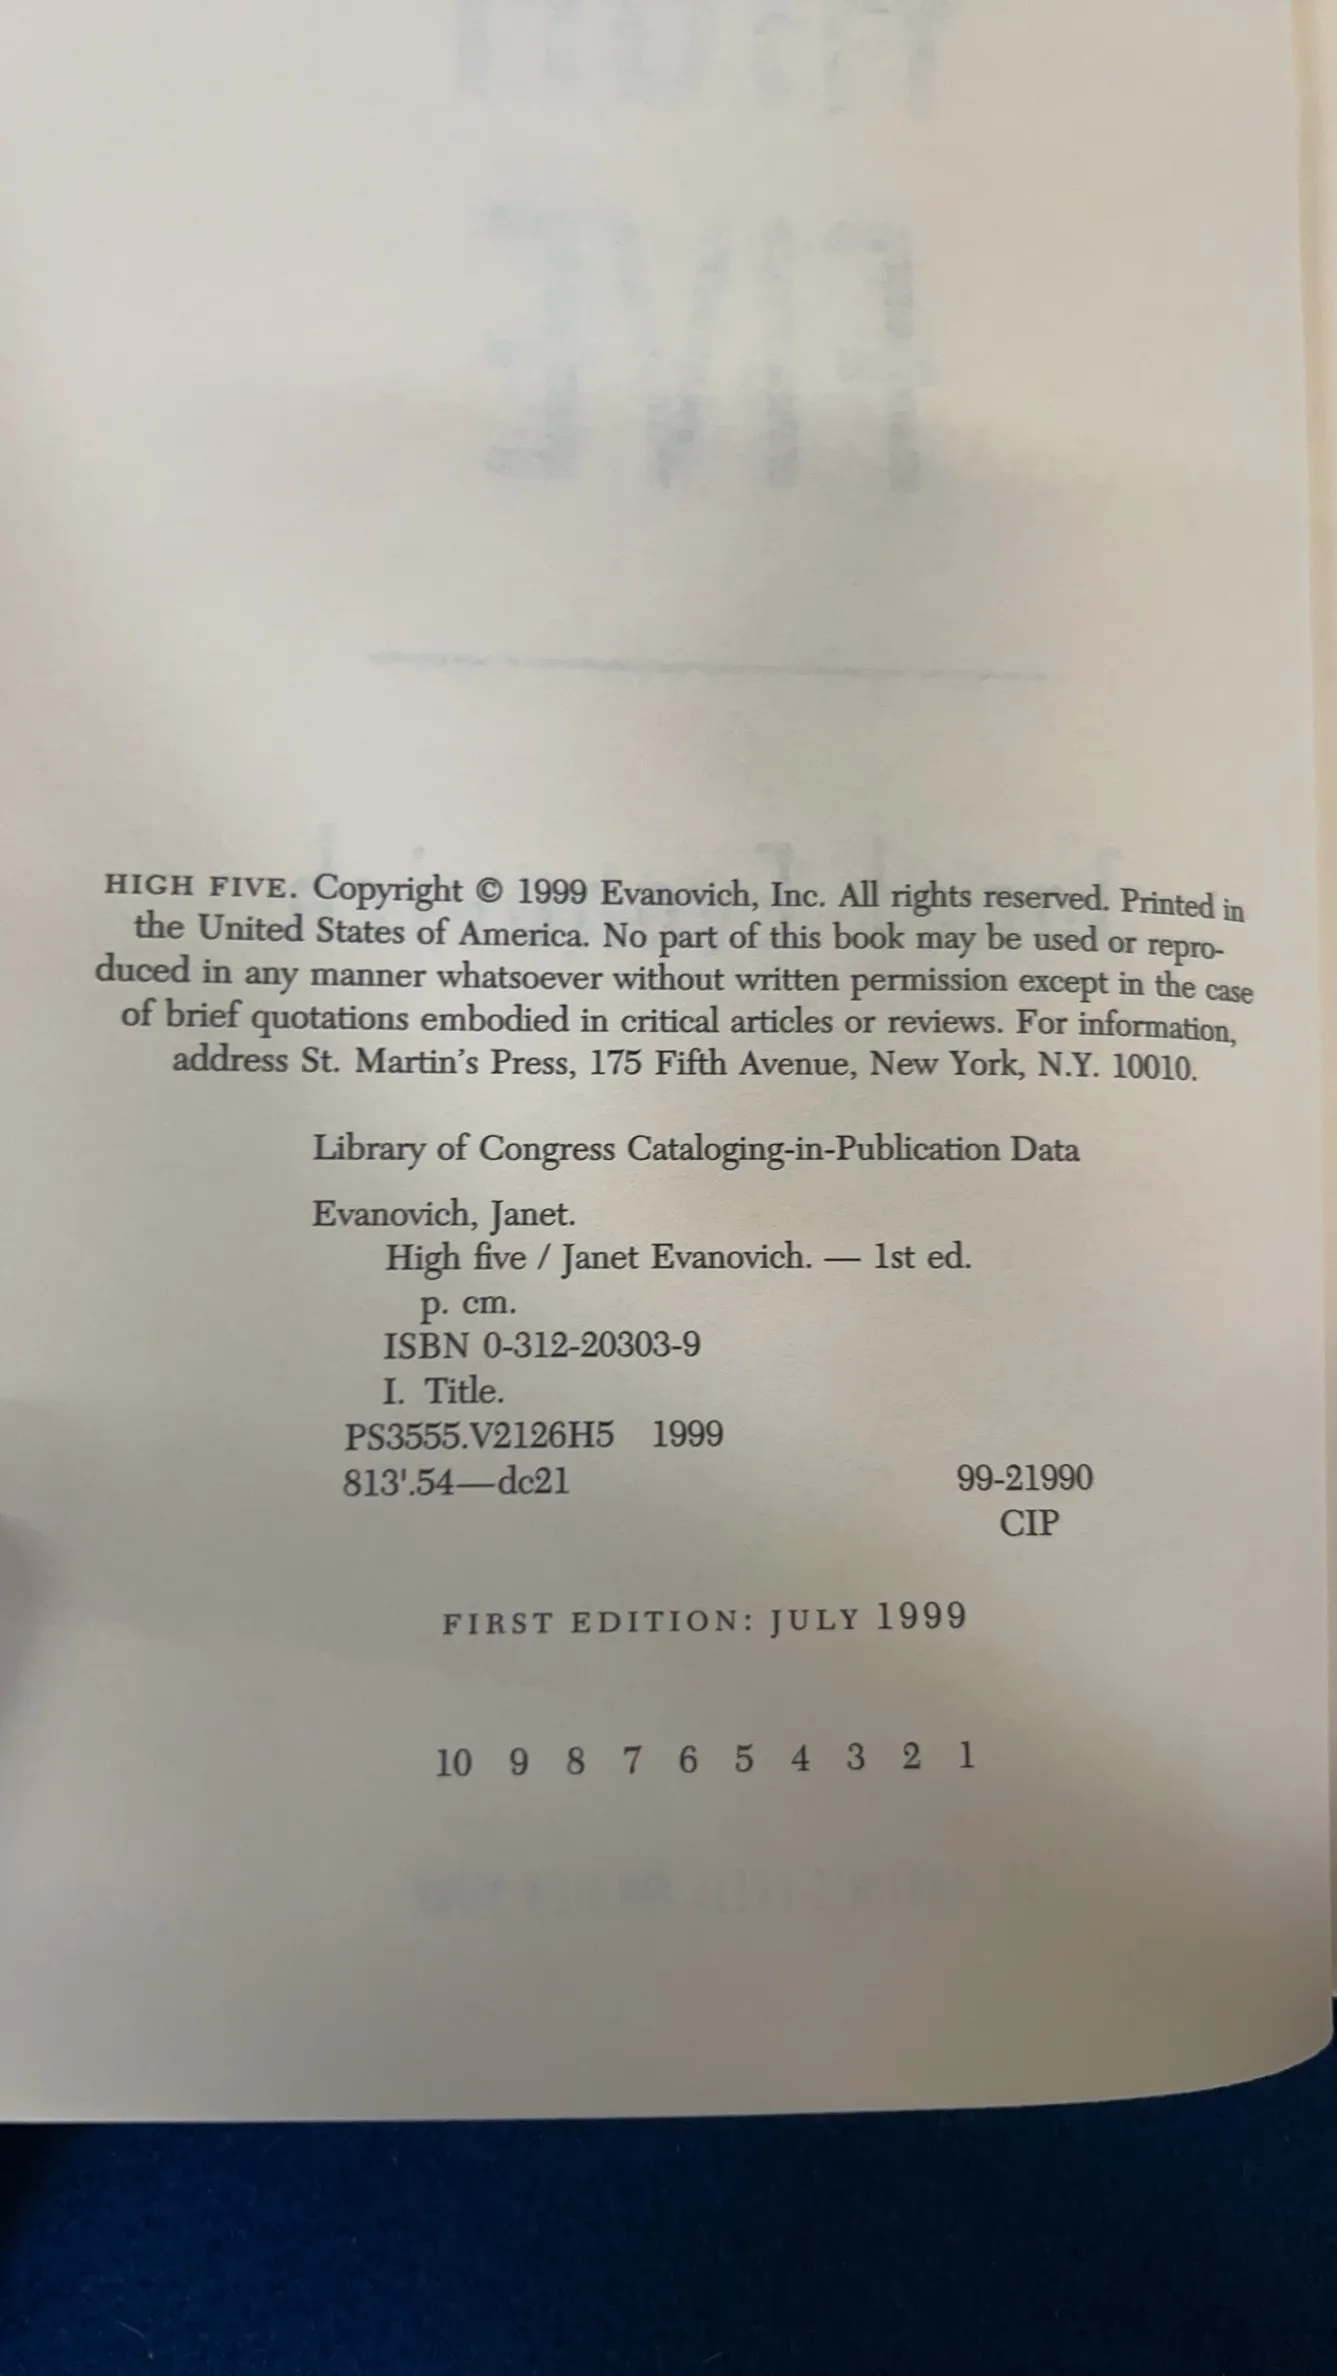 HIGH FIVE. Copyright © 1999 Evanovich, Inc. All rights reserved. Printed in
the United States of America. No part of this book may be used or repro-
duced in any manner whatsoever without written permission except in the case
of brief quotations embodied in critical articles or reviews. For information,
address St. Martin's Press, 175 Fifth Avenue, New York, N.Y. 10010.
Library of Congress Cataloging-in-Publication Data
Evanovich, Janet.
High five / Janet Evanovich. — 1st ed.
p. cm.
ISBN 0-312-20303-9
I. Title.
PS3555.V2126H5 1999
813'.54—dc21 99-21990
CIP
FIRST EDITION: JULY 1999
10 9 8 7 6 5 4 3 2 1